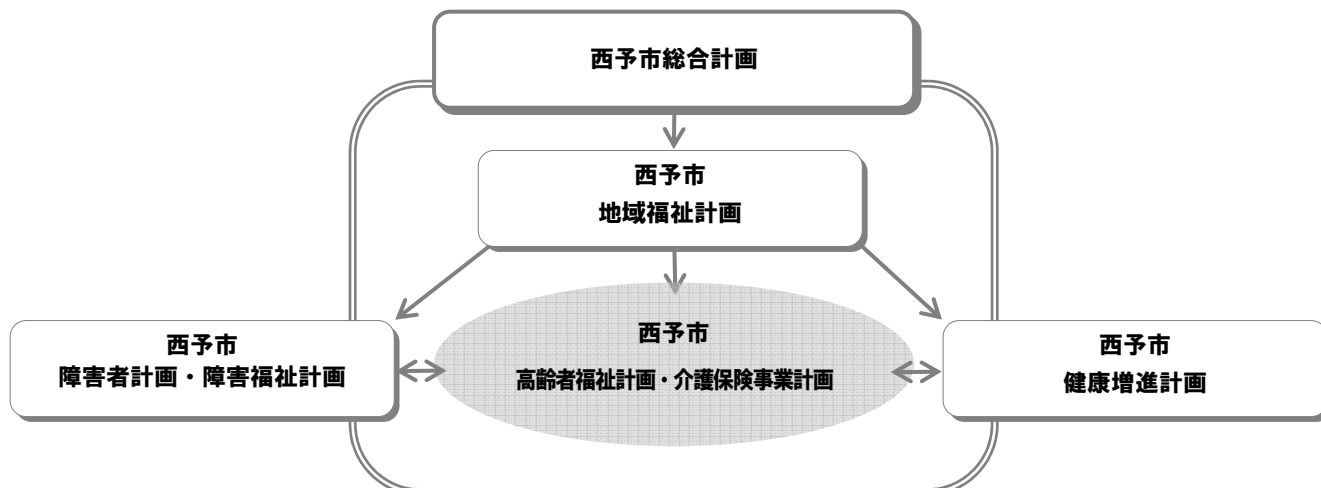 西予市総合計画
西予市
地域福祉計画
西予市
障害者計画・障害福祉計画
西予市
高齢者福祉計画・介護保険事業計画
西予市
健康増進計画